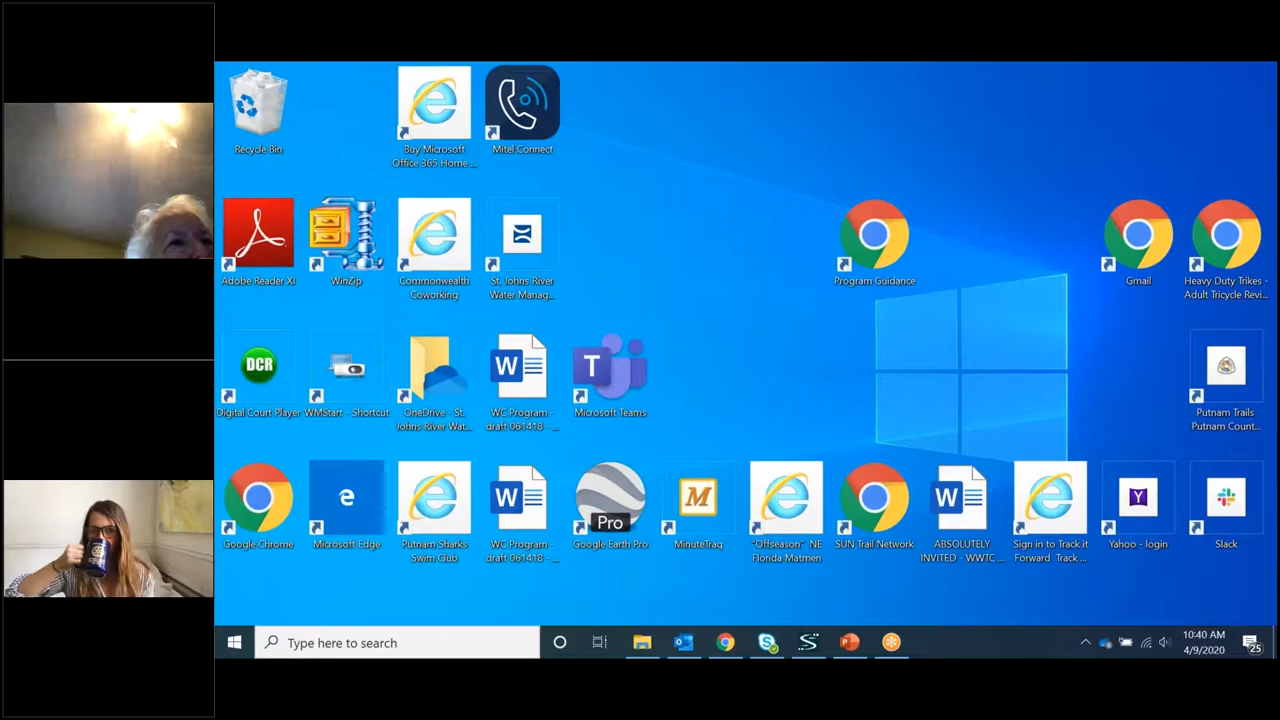 Recycle Bin
Buy Microsoft
Office 365 Home ...
Mitel Connect
Adobe Reader XI
WinZip
Commonwealth
Coworking
St. Johns River
Water Manag...
Program Guidance
Gmail
Heavy Duty Trikes -
Adult Tricycle Revi...
DCR
Digital Court Player
WMStart - Shortcut
OneDrive - St.
Johns River Wat...
W
WC Program -
draft 061418 - ...
T
Microsoft Teams
Putnam Trails
Putnam Count...
Google Chrome
Microsoft Edge
Putnam Sharks
Swim Club
W
WC Program -
draft 061418 - ...
Pro
Google Earth Pro
M
MinuteTraq
"Offseason" NE
Florida Matmen
SUN Trail Network
W
ABSOLUTELY
INVITED - WWTC ...
Sign in to Track it
Forward Track ...
Y
Yahoo - login
Slack
Type here to search
10:40 AM
4/9/2020
25